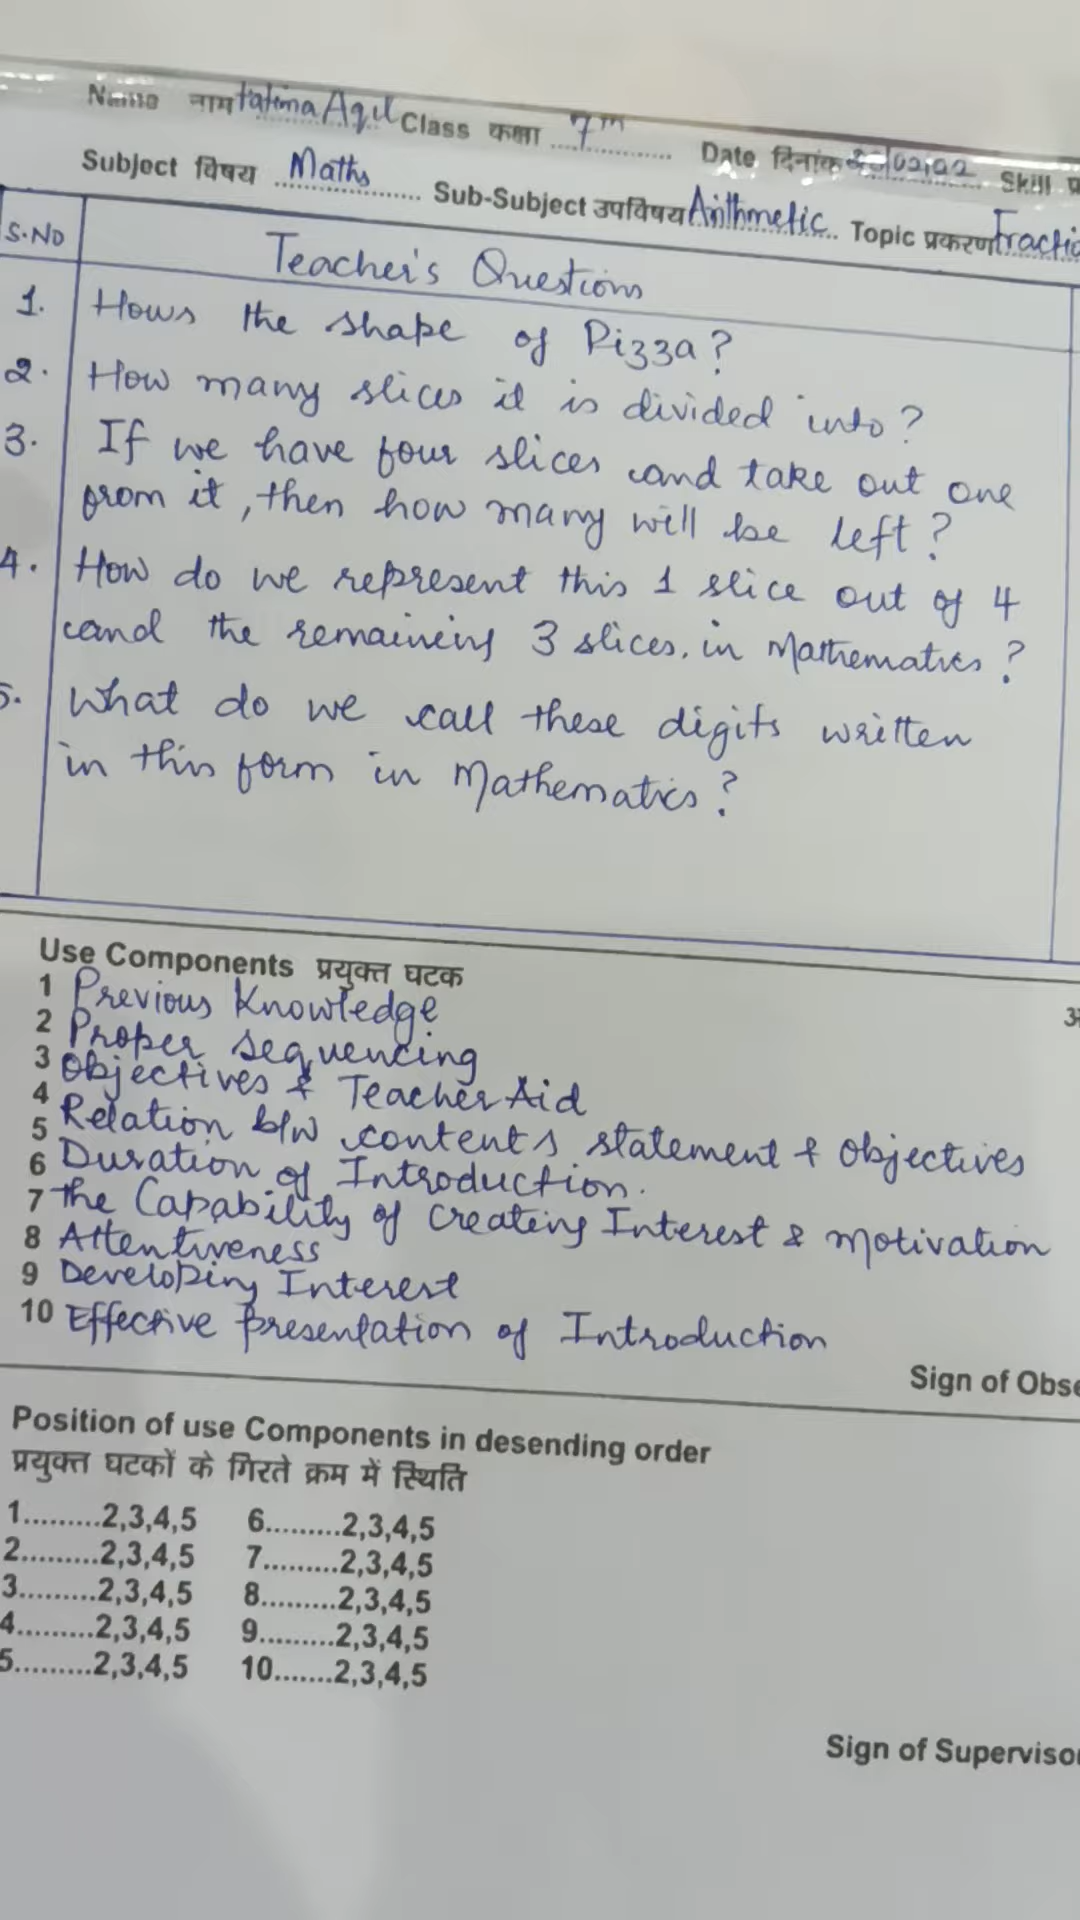 Name नाम Fatima Aqil Class कक्षा 7th Date दिनांक Skill
Subject विषय Maths Sub-Subject उपविषय Arithmetic Topic प्रकरण Fractio
S.No Teacher's Questions
1. Hows the shape of Pizza?
2. How many slices it is divided into?
3. If we have four slices and take out one
from it, then how many will be left?
4. How do we represent this 1 slice out of 4
and the remaining 3 slices, in Mathematics?
5. What do we call these digits written
in this form in Mathematics?
Use Components प्रयुक्त घटक
1 Previous Knowledge
2 Proper sequencing
3 Objectives & Teacher Aid
4 Relation b/w contents statement & Objectives
5 Duration of Introduction.
6 The Capability of Creating Interest & Motivation
7
8 Attentiveness
9 Developing Interest
10 Effective presentation of Introduction
Sign of Obse
Position of use Components in desending order
प्रयुक्त घटकों के गिरते क्रम में स्थिति
1.........2,3,4,5 6.........2,3,4,5
2.........2,3,4,5 7.........2,3,4,5
3.........2,3,4,5 8.........2,3,4,5
4.........2,3,4,5 9.........2,3,4,5
5.........2,3,4,5 10.......2,3,4,5
Sign of Superviso